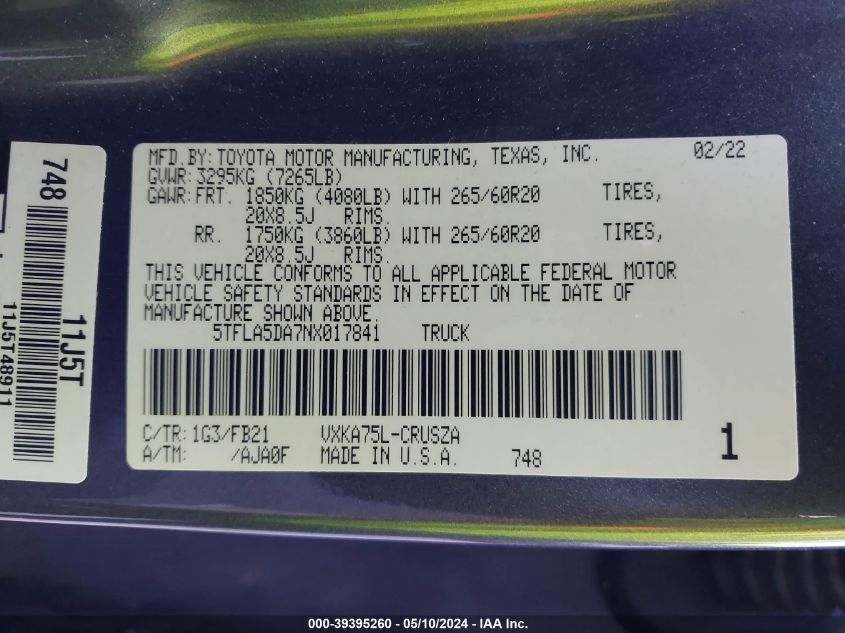 MFD.BY: TOYOTA MOTOR MANUFACTURING, TEXAS, INC. 02/22
GVWR: 3295KG (7265LB)
GAWR: FRT. 1850KG (4080LB) WITH 265/60R20 TIRES,
20X8.5J RIMS.
RR. 1750KG (3860LB) WITH 265/60R20 TIRES,
20X8.5J RIMS.
THIS VEHICLE CONFORMS TO ALL APPLICABLE FEDERAL MOTOR
VEHICLE SAFETY STANDARDS IN EFFECT ON THE DATE OF
MANUFACTURE SHOWN ABOVE.
5TFLA5DA7NX017841 TRUCK
C/TR: 1G3/FB21 VXKA75L-CRUSZA
A/TM: /AJA0F MADE IN U.S.A. 748
1
748
11J5T
11J5T48911
000-39395260 - 05/10/2024 - IAA Inc.